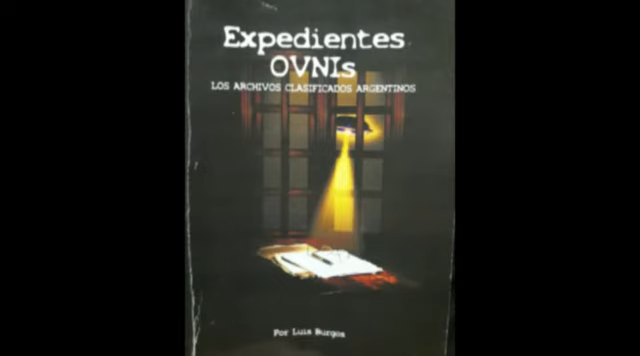 Expedientes
OVNIs
LOS ARCHIVOS CLASIFICADOS ARGENTINOS
Por Luis Burgos